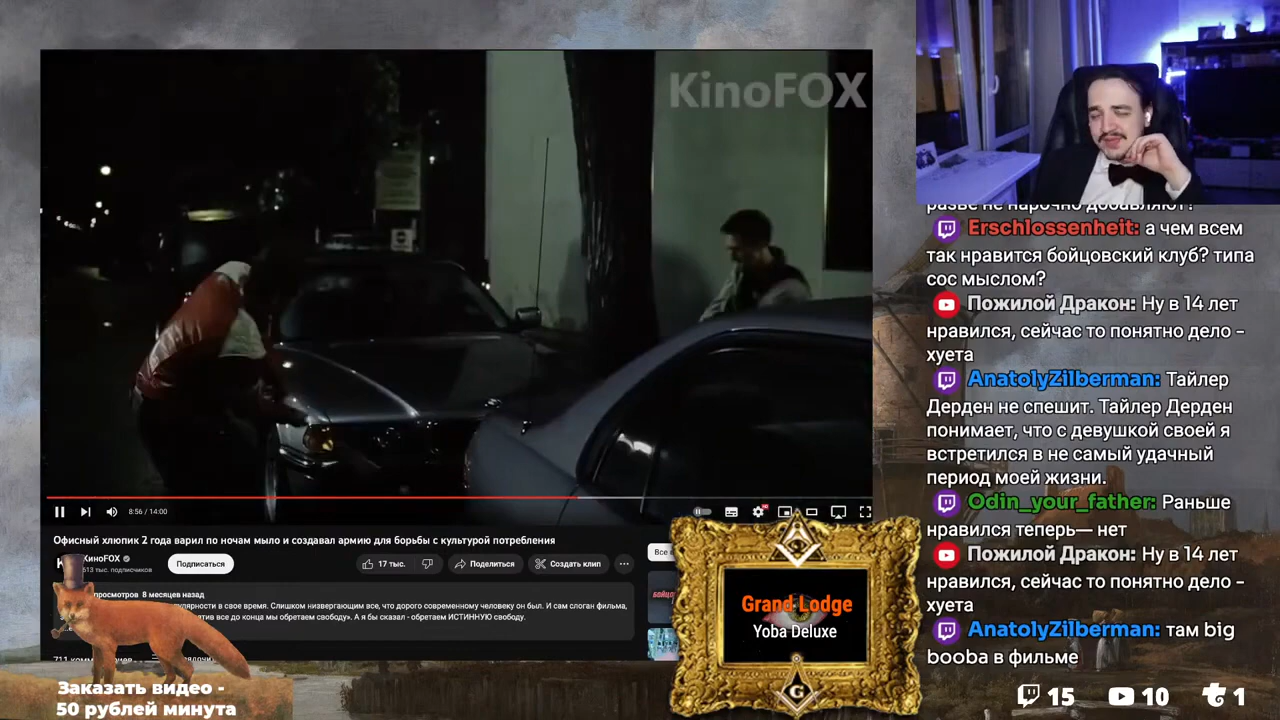 KinoFOX
8:56 / 14:00
Офисный хлюпик 2 года варил по ночам мыло и создавал армию для борьбы с культурой потребления
КиноFOX
513 тыс. подписчиков
Подписаться
17 тыс.
Поделиться
Создать клип
Все
просмотров 8 месяцев назад
в свое время. Слишком низвергающим все, что дорого современному человеку он был. И сам слоган фильма,
все до конца мы обретаем свободу». А я бы сказал - обретаем ИСТИННУЮ свободу.
Заказать видео -
50 рублей минута
Grand Lodge
Yoba Deluxe
G
разве не нарочно добавляют?
Erschlossenheit: а чем всем
так нравится бойцовский клуб? типа
сос мыслом?
Пожилой Дракон: Ну в 14 лет
нравился, сейчас то понятно дело -
хуета
AnatolyZilberman: Тайлер
Дерден не спешит. Тайлер Дерден
понимает, что с девушкой своей я
встретился в не самый удачный
период моей жизни.
Odin_your_father: Раньше
нравился теперь— нет
Пожилой Дракон: Ну в 14 лет
нравился, сейчас то понятно дело -
хуета
AnatolyZilberman: там big
booba в фильме
15 10 1